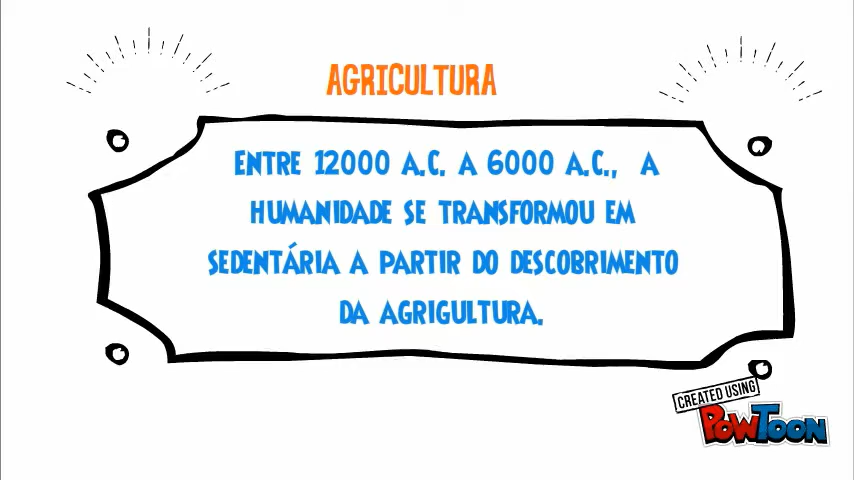 AGRICULTURA
ENTRE 12000 A.C. A 6000 A.C., A
HUMANIDADE SE TRANSFORMOU EM
SEDENTÁRIA A PARTIR DO DESCOBRIMENTO
DA AGRIGULTURA.
CREATED USING
POWTOON